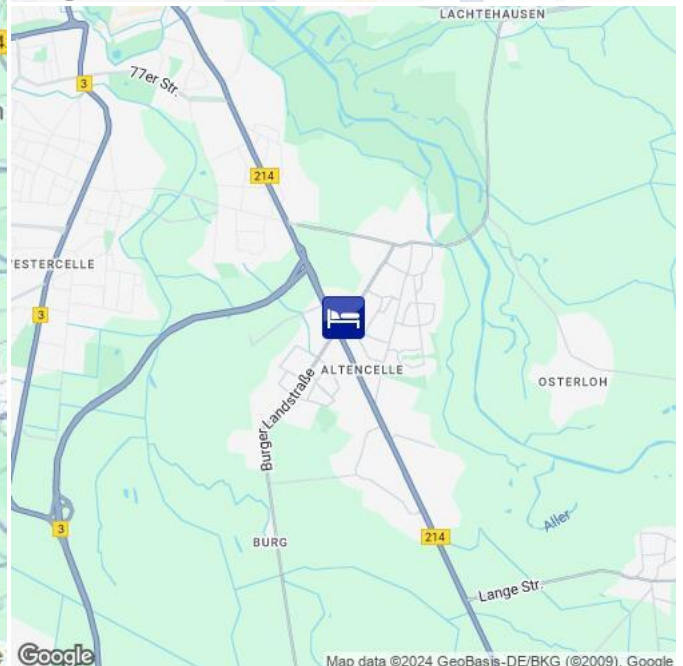 LACHTEHAUSEN
4
3
77er Str.
214
ESTERCELLE
3
ALTENCELLE
OSTERLOH
Burger Landstraße
3
BURG
214
Aller
Lange Str.
Google
Map data ©2024 GeoBasis-DE/BKG (©2009), Google